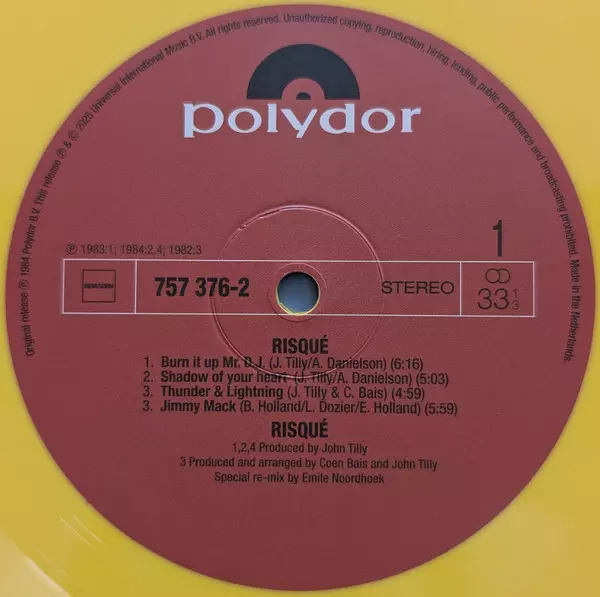 Original release ℗ 1984 Polydor B.V. This release ℗ & © 2025 Universal International Music B.V. All rights reserved. Unauthorized copying, reproduction, hiring, lending, public performance and broadcasting prohibited. Made in the Netherlands.
polydor
1
℗ 1983:1; 1984:2,4; 1982:3
757 376-2
STEREO
33 1/3
RISQUÉ
1. Burn it up Mr. D.J. (J. Tilly/A. Danielson) (6:16)
2. Shadow of your heart (J. Tilly/A. Danielson) (5:03)
3. Thunder & Lightning (J. Tilly & C. Bais) (4:59)
3. Jimmy Mack (B. Holland/L. Dozier/E. Holland) (5:59)
RISQUÉ
1,2,4 Produced by John Tilly
3 Produced and arranged by Coen Bais and John Tilly
Special re-mix by Emile Noordhoek